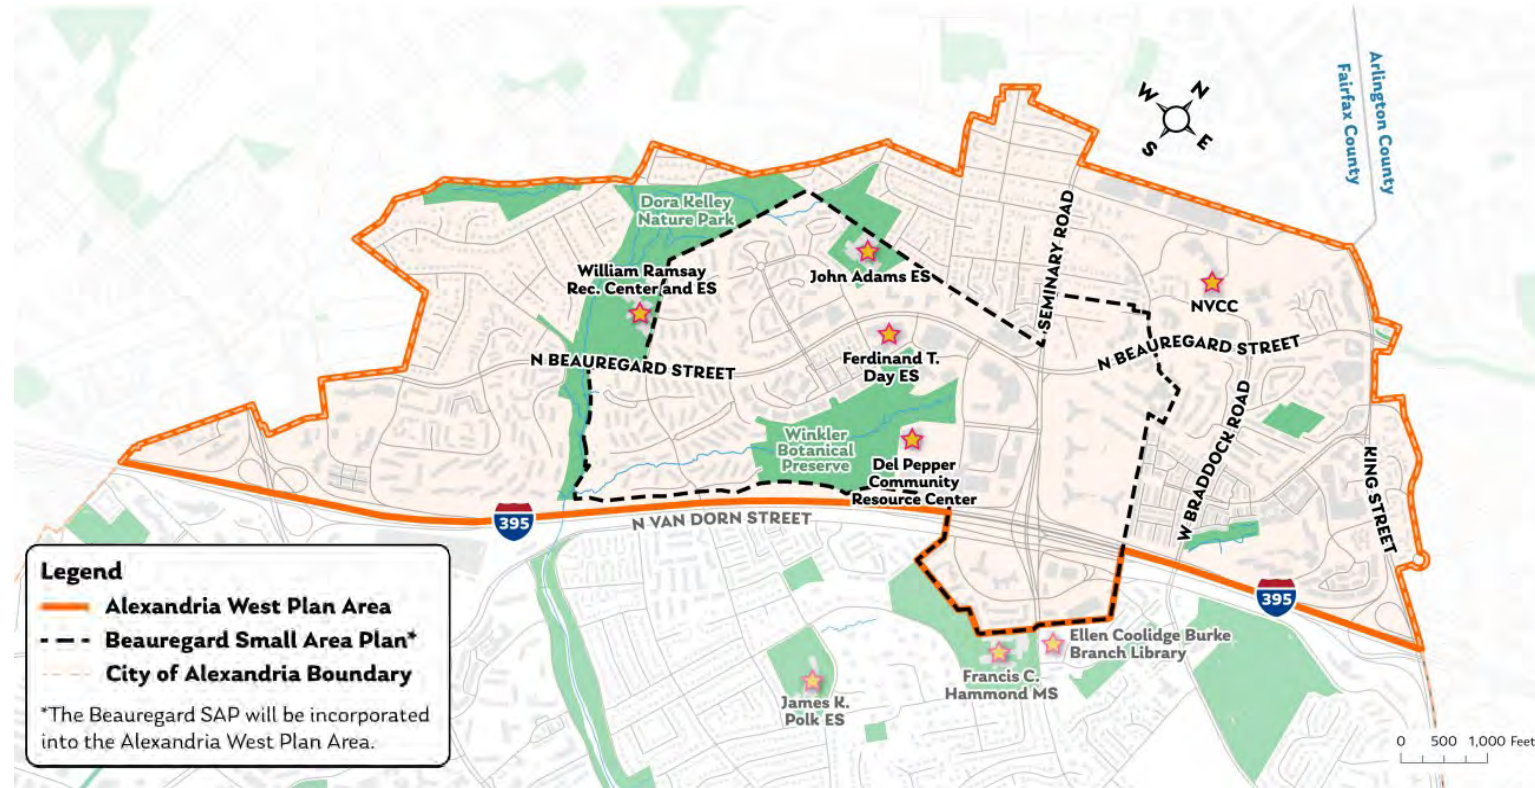 W
N
S
E
Arlington County
Fairfax County
Dora Kelley
Nature Park
William Ramsay
Rec. Center and ES
John Adams ES
SEMINARY ROAD
NVCC
N BEAUREGARD STREET
Ferdinand T.
Day ES
N BEAUREGARD STREET
Winkler
Botanical
Preserve
Del Pepper
Community
Resource Center
W BRADDOCK ROAD
KING STREET
395
N VAN DORN STREET
395
Ellen Coolidge Burke
Branch Library
Francis C.
Hammond MS
James K.
Polk ES
Legend
Alexandria West Plan Area
Beauregard Small Area Plan*
City of Alexandria Boundary
*The Beauregard SAP will be incorporated
into the Alexandria West Plan Area.
0 500 1,000 Feet